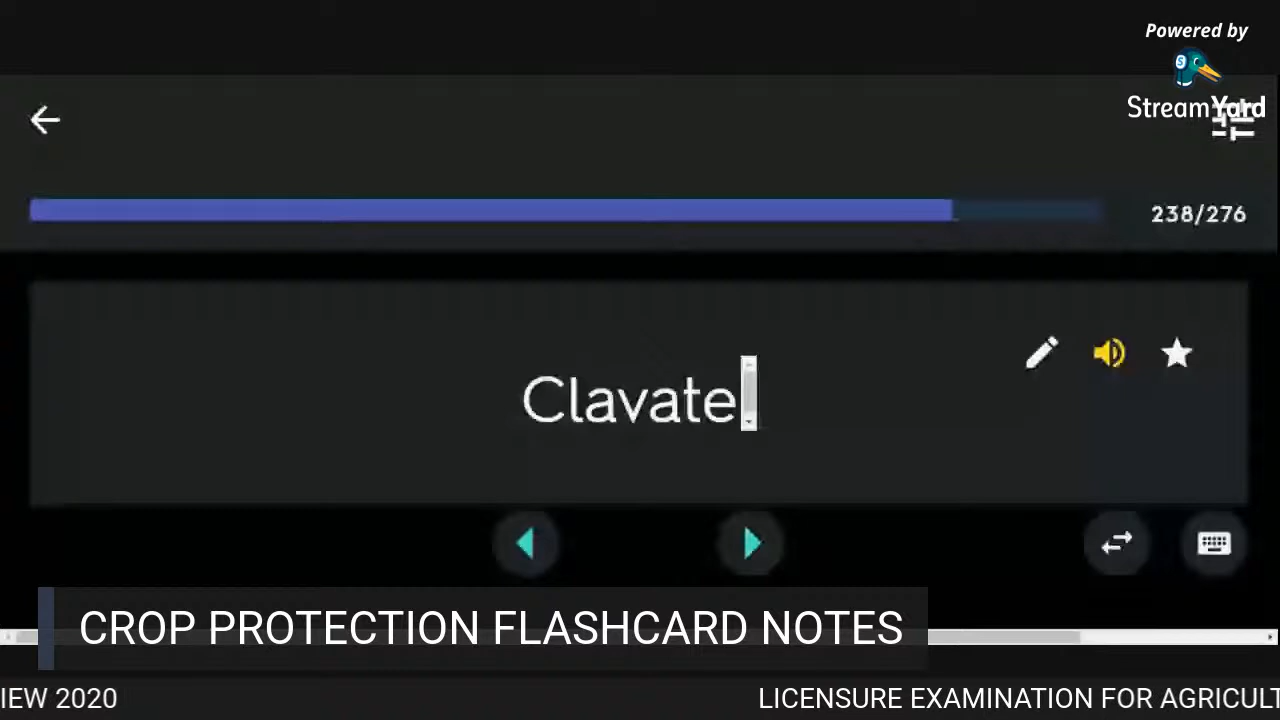 Powered by
StreamYard
238/276
Clavate
CROP PROTECTION FLASHCARD NOTES
IEW 2020 LICENSURE EXAMINATION FOR AGRICULT